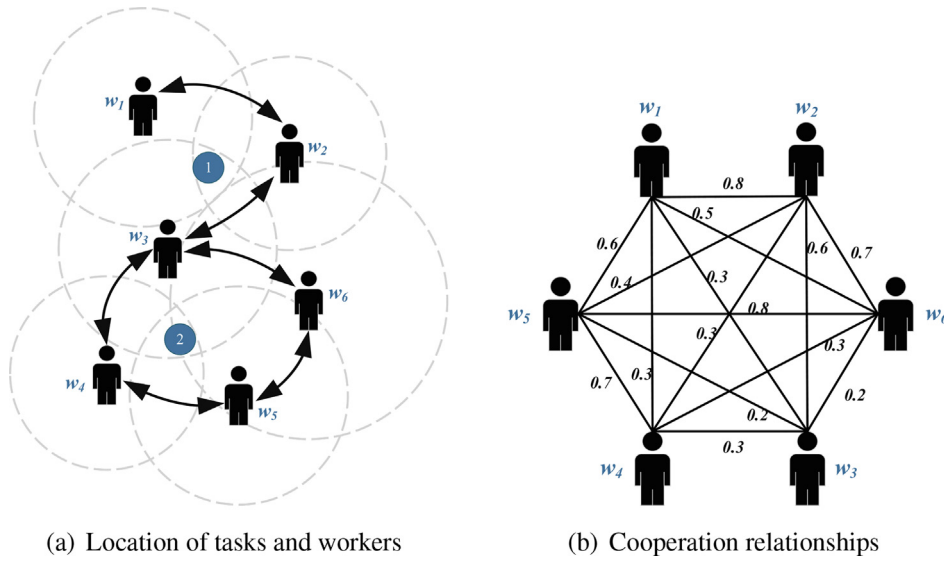 w1
w2
1
w3
w6
2
w4
w5
(a) Location of tasks and workers
w1
w2
0.8
0.5
0.6
0.6
0.7
0.4
0.3
w5
0.8
w6
0.3
0.3
0.7
0.3
0.2
0.2
0.3
w4
w3
(b) Cooperation relationships